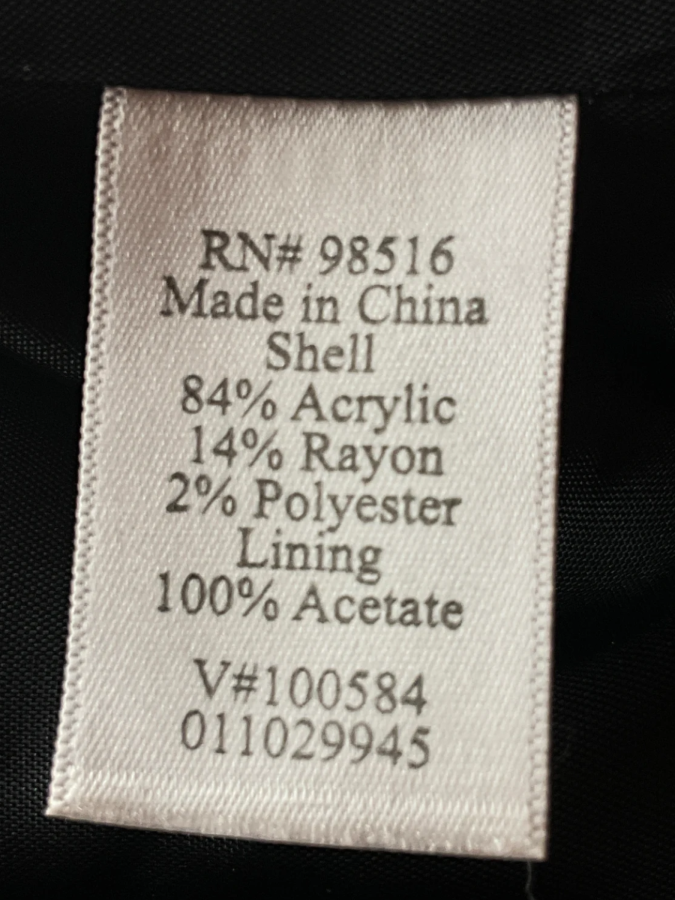 RN# 98516
Made in China
Shell
84% Acrylic
14% Rayon
2% Polyester
Lining
100% Acetate
V#100584
011029945